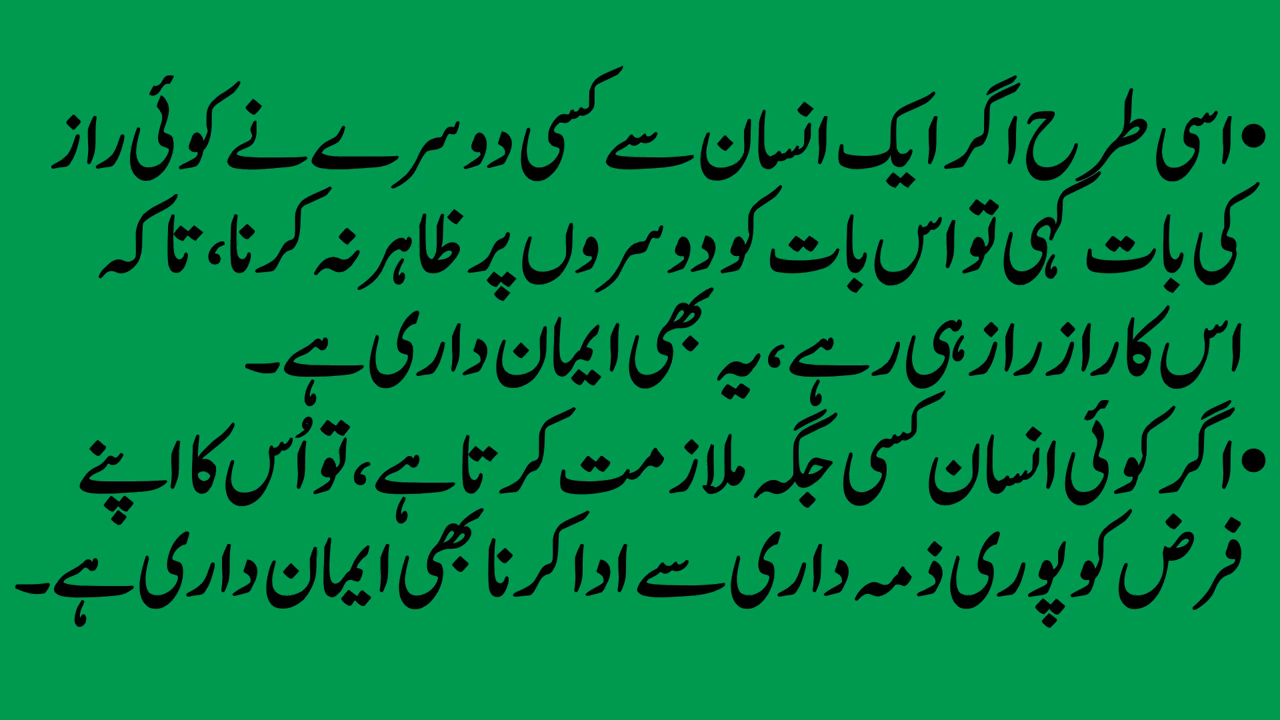 •اسی طرح اگر ایک انسان سے کسی دوسرے نے کوئی راز
کی بات کہی تو اس بات کو دوسروں پر ظاہر نہ کرنا، تا کہ
اس کا راز راز ہی رہے، یہ بھی ایمان داری ہے۔
•اگر کوئی انسان کسی جگہ ملازمت کرتا ہے، تو اُس کا اپنے
فرض کو پوری ذمہ داری سے ادا کرنا بھی ایمان داری ہے۔